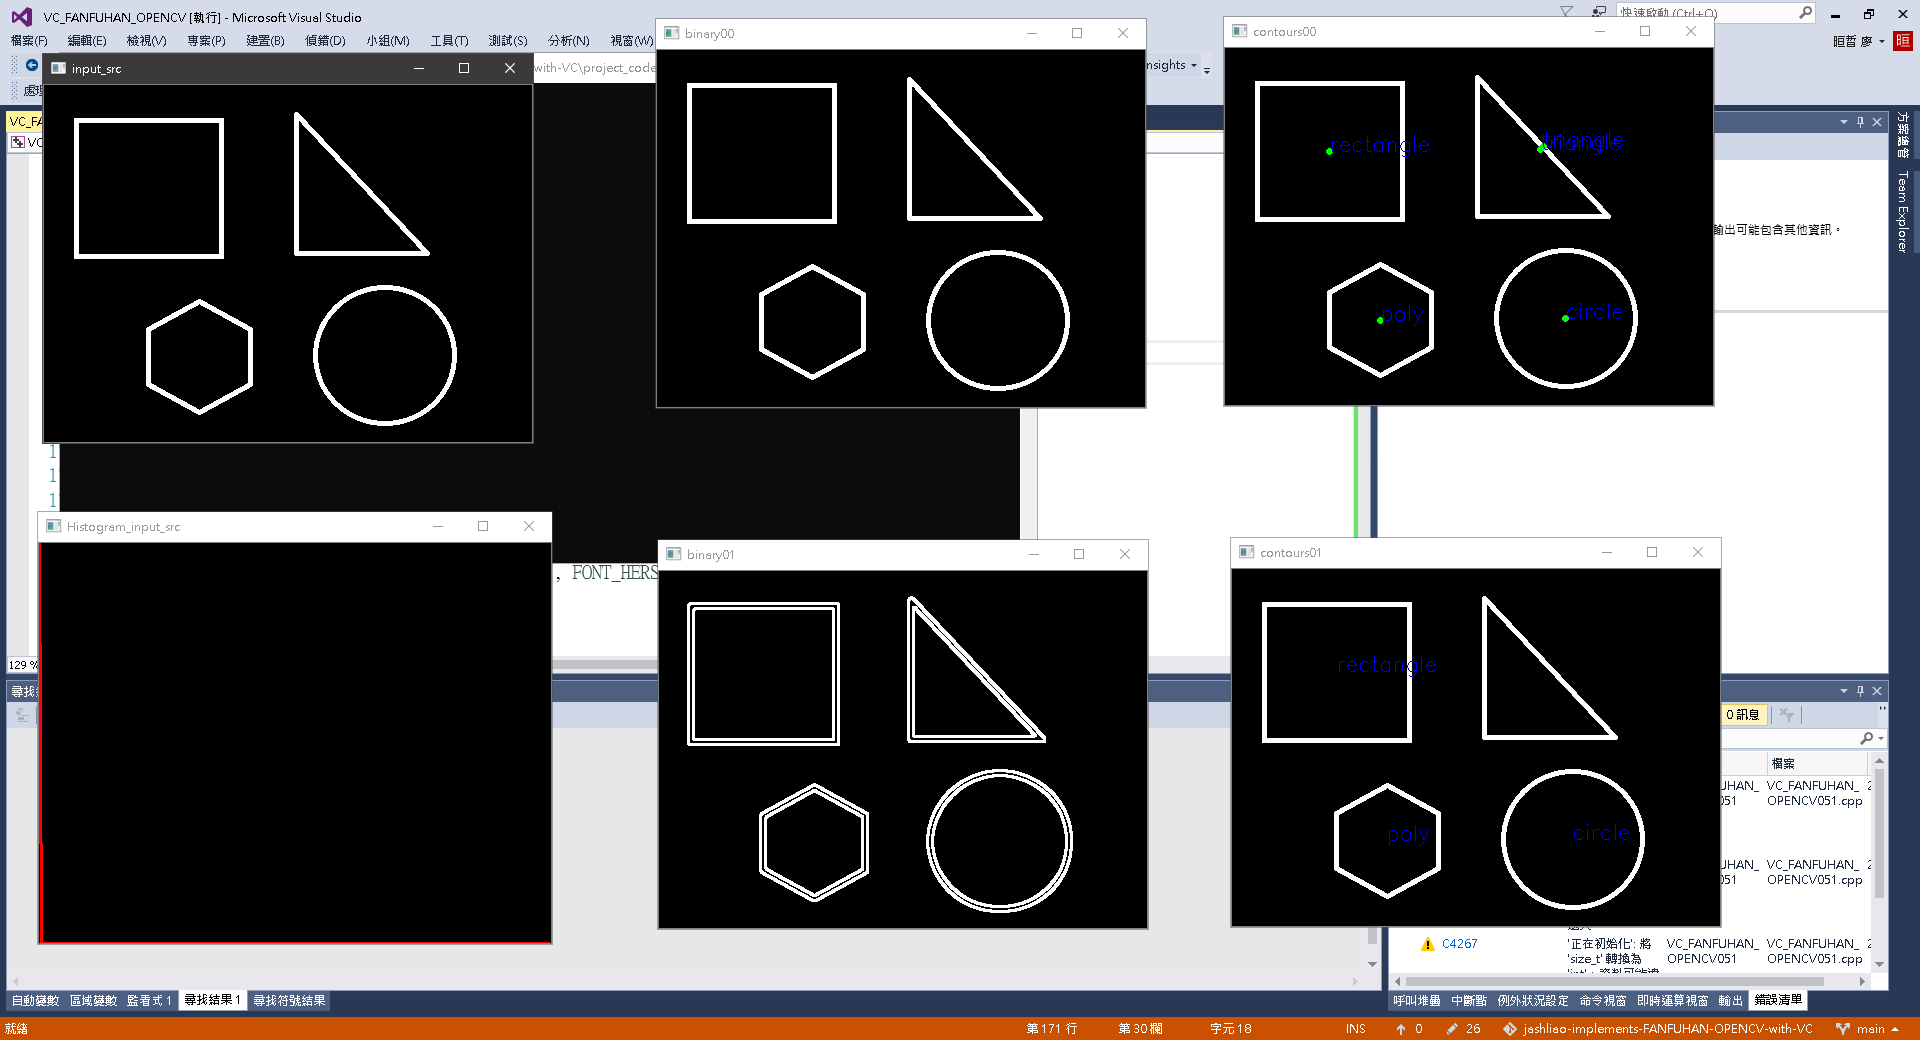 VC_FANFUHAN_OPENCV [執行] - Microsoft Visual Studio
快速啟動 (Ctrl+Q)
檔案(F) 編輯(E) 檢視(V) 專案(P) 建置(B) 偵錯(D) 小組(M) 工具(T) 測試(S) 分析(N) 視窗(W)
sights
input_src
with-VC\project_code
binary00
contours00
rectangle
triangle
poly
circle
輸出可能包含其他資訊。
方案總管
Team Explorer
Histogram_input_src
, FONT_HERS
129 %
binary01
contours01
rectangle
poly
circle
0 訊息
檔案
VC_FANFUHAN_
OPENCV051.cpp
VC_FANFUHAN_
OPENCV051.cpp
C4267
'正在初始化': 將
'size_t' 轉換為
VC_FANFUHAN_
OPENCV051
VC_FANFUHAN_
OPENCV051.cpp
自動變數 區域變數 監看式 1 尋找結果 1 尋找符號結果
呼叫堆疊 中斷點 例外狀況設定 命令視窗 即時運算視窗 輸出 錯誤清單
就緒
第 171 行 第 30 欄 字元 18 INS 0 26 jashliao-implements-FANFUHAN-OPENCV-with-VC main